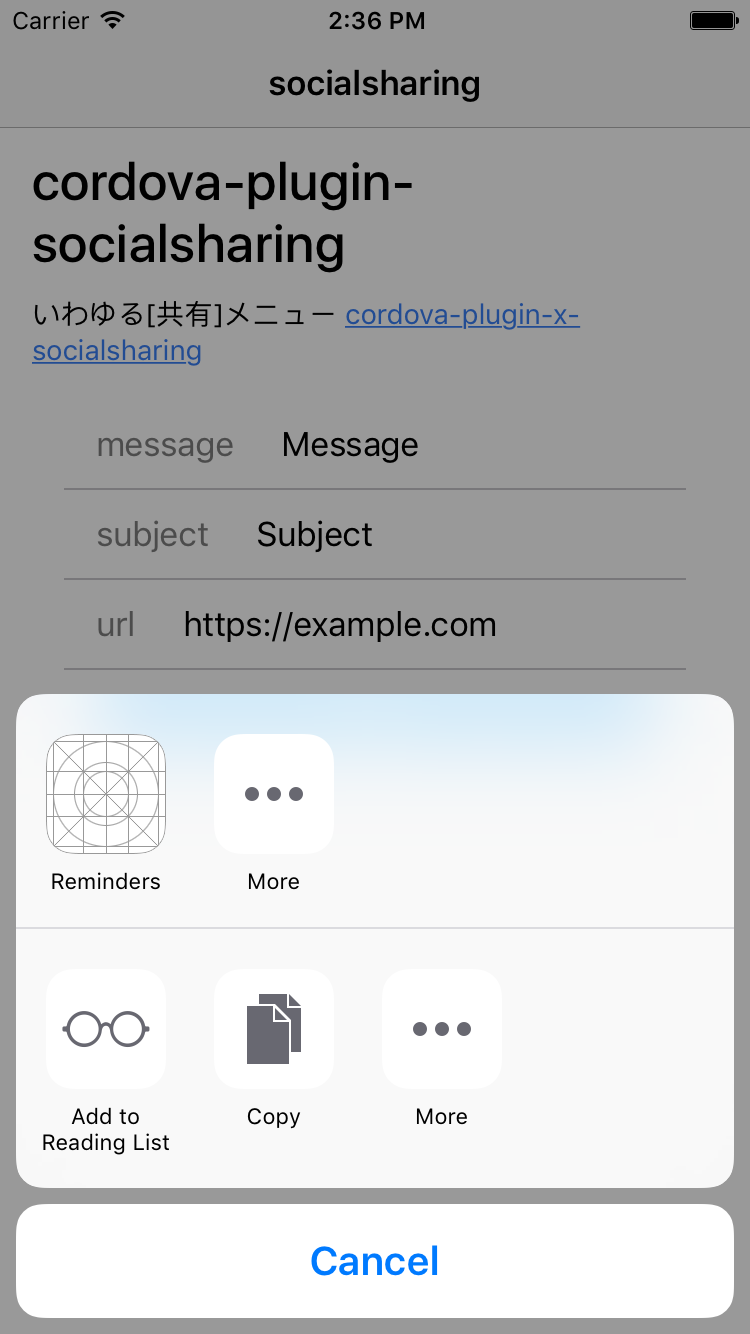 Carrier 2:36 PM
socialsharing
cordova-plugin-
socialsharing
いわゆる[共有]メニュー cordova-plugin-x-
socialsharing
message Message
subject Subject
url https://example.com
Reminders More
Add to
Reading List Copy More
Cancel